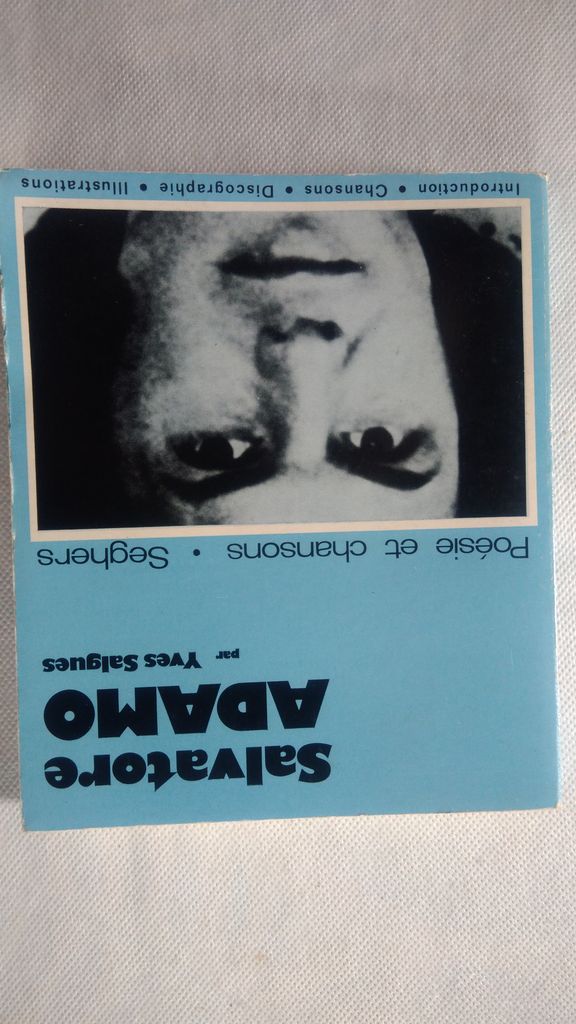 Salvatore
ADAMO
par Yves Salgues
Poésie et chansons • Seghers
Introduction • Chansons • Discographie • Illustrations